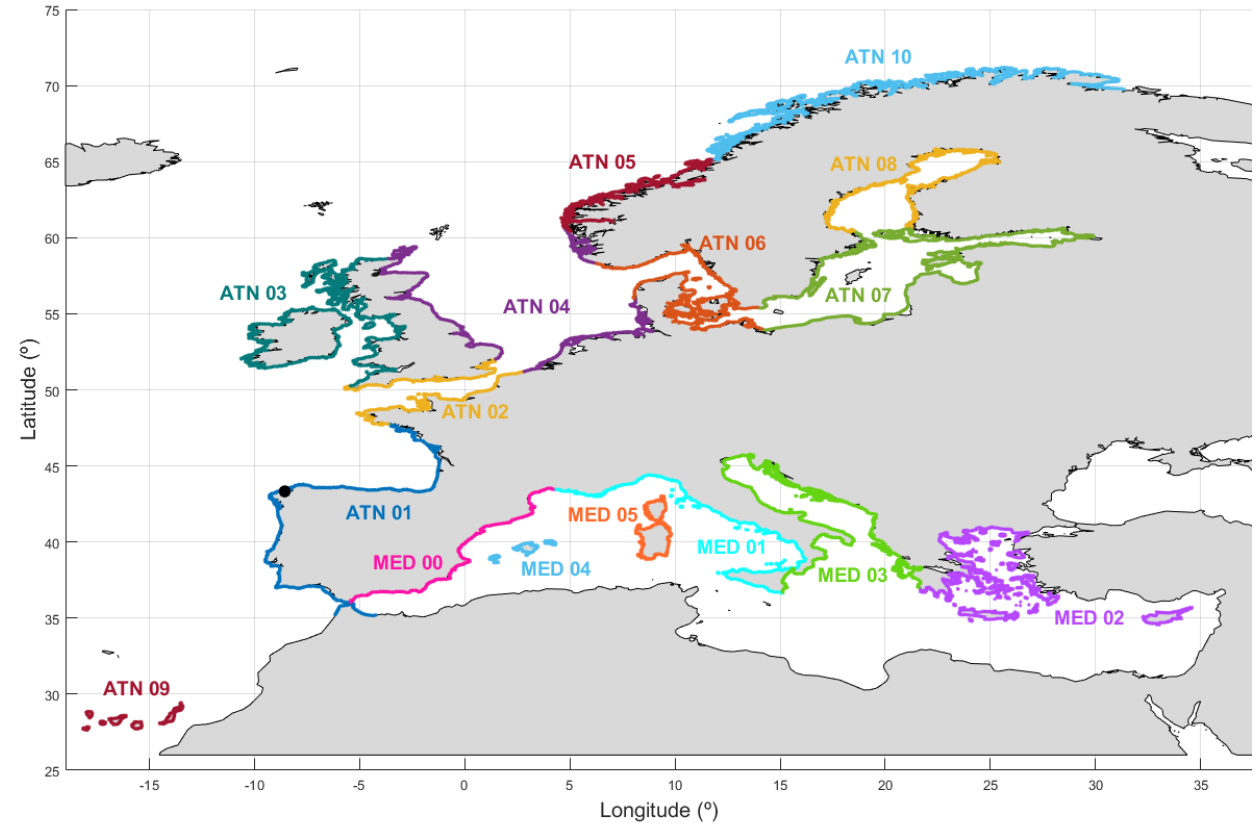 75
70
65
60
55
50
45
40
35
30
25
Latitude (º)
ATN 10
ATN 05
ATN 08
ATN 06
ATN 03
ATN 04
ATN 07
ATN 02
ATN 01
MED 05
MED 00
MED 04
MED 01
MED 03
MED 02
ATN 09
-15
-10
-5
0
5
10
15
20
25
30
35
Longitude (º)